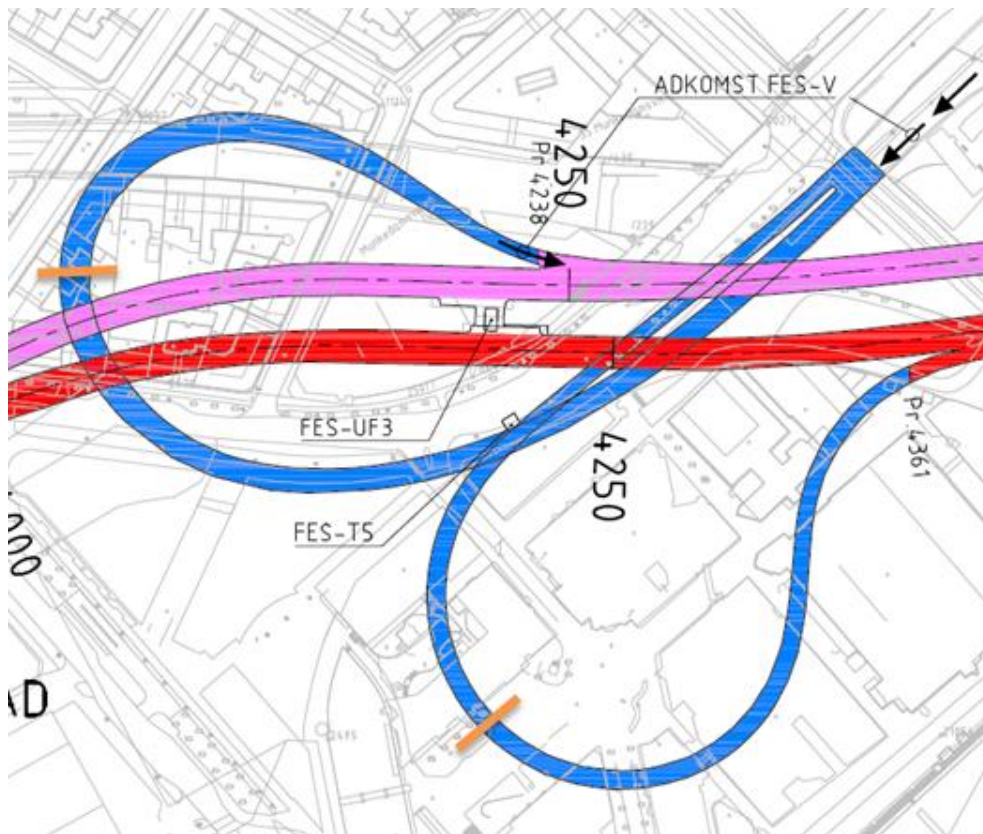 ADKOMST FES-V
4250
Pr.4238
FES-UF3
4250
Pr.4361
FES-T5
000
AD